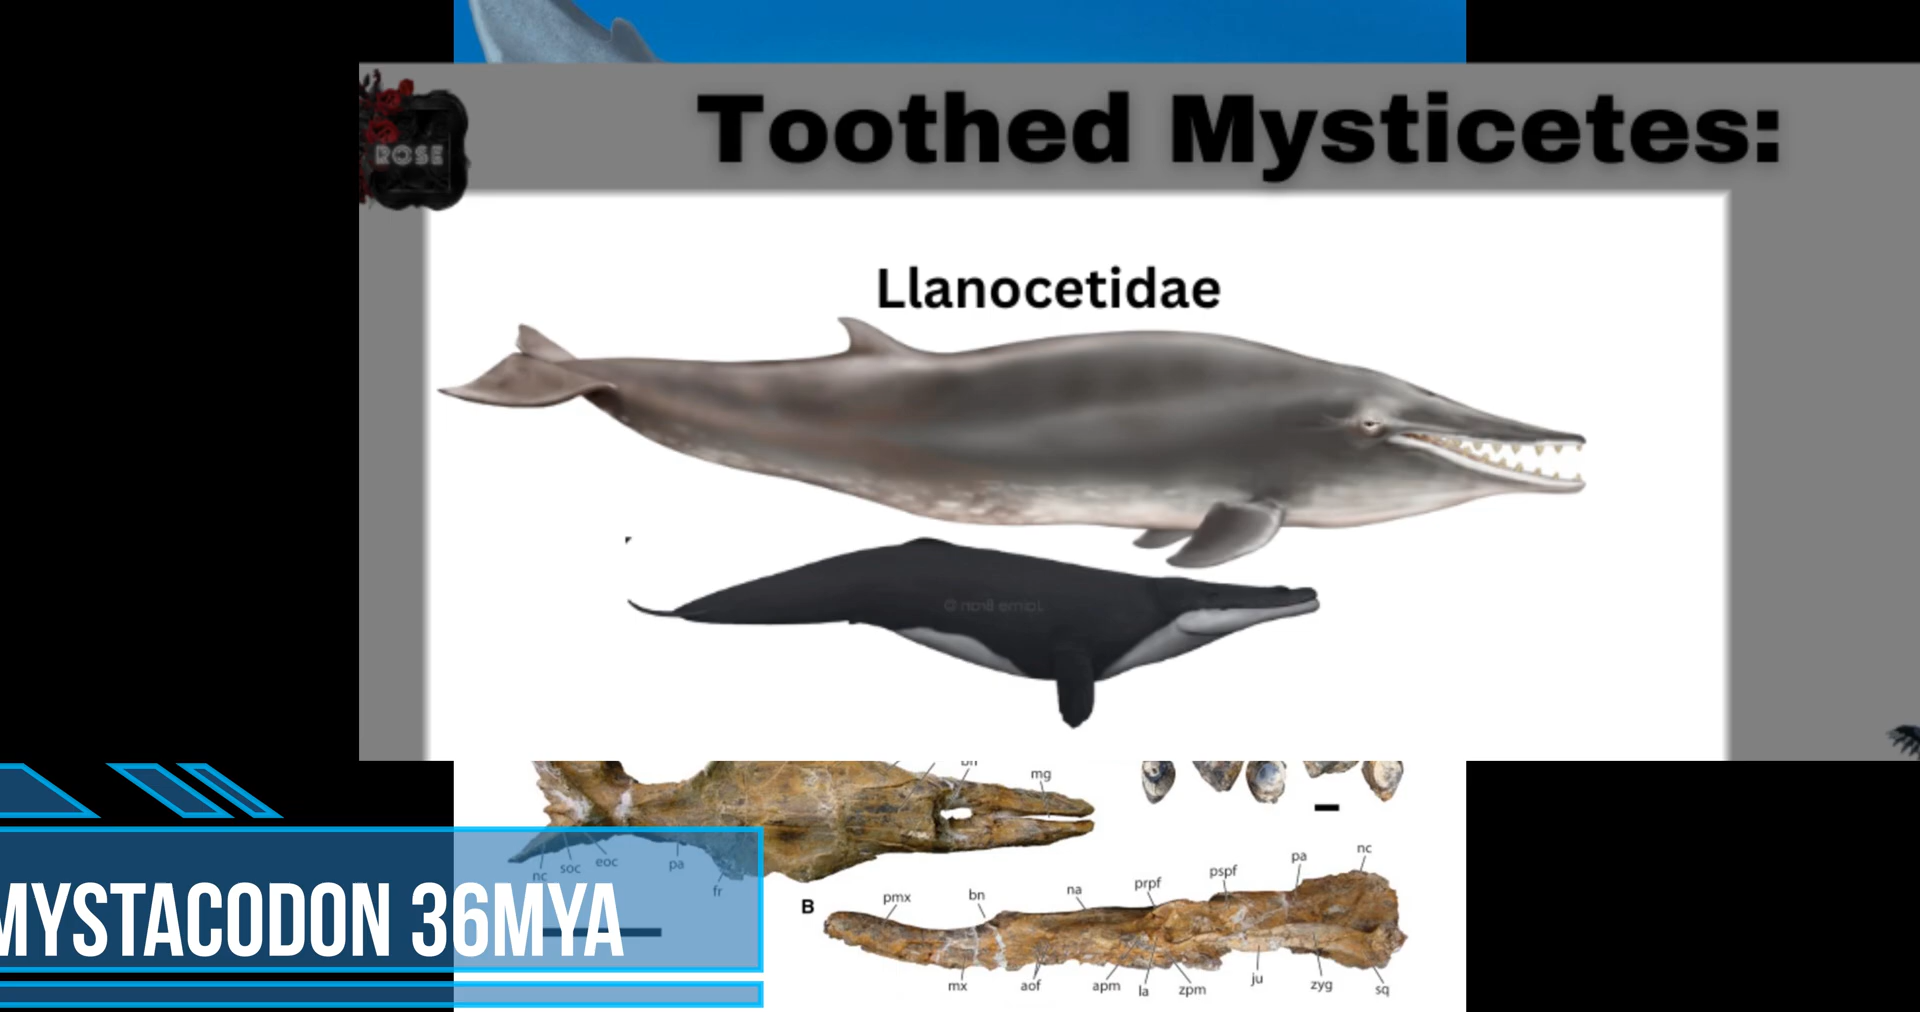 Toothed Mysticetes:
ROSE
Llanocetidae
mg
nc
soc
eoc
pa
fr
MYSTACODON 36MYA
B
pmx
bn
na
prpf
pspf
pa
nc
mx
aof
apm
la
zpm
ju
zyg
sq